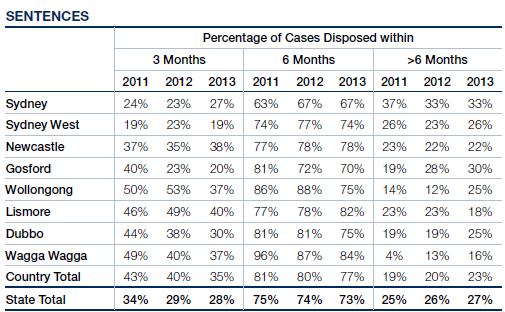 SENTENCES
Percentage of Cases Disposed within
3 Months 6 Months >6 Months
2011 2012 2013 2011 2012 2013 2011 2012 2013
Sydney 24% 23% 27% 63% 67% 67% 37% 33% 33%
Sydney West 19% 23% 19% 74% 77% 74% 26% 23% 26%
Newcastle 37% 35% 38% 77% 78% 78% 23% 22% 22%
Gosford 40% 23% 20% 81% 72% 70% 19% 28% 30%
Wollongong 50% 53% 37% 86% 88% 75% 14% 12% 25%
Lismore 46% 49% 40% 77% 78% 82% 23% 23% 18%
Dubbo 44% 38% 30% 81% 81% 75% 19% 19% 25%
Wagga Wagga 49% 40% 37% 96% 87% 84% 4% 13% 16%
Country Total 43% 40% 35% 81% 80% 77% 19% 20% 23%
State Total 34% 29% 28% 75% 74% 73% 25% 26% 27%